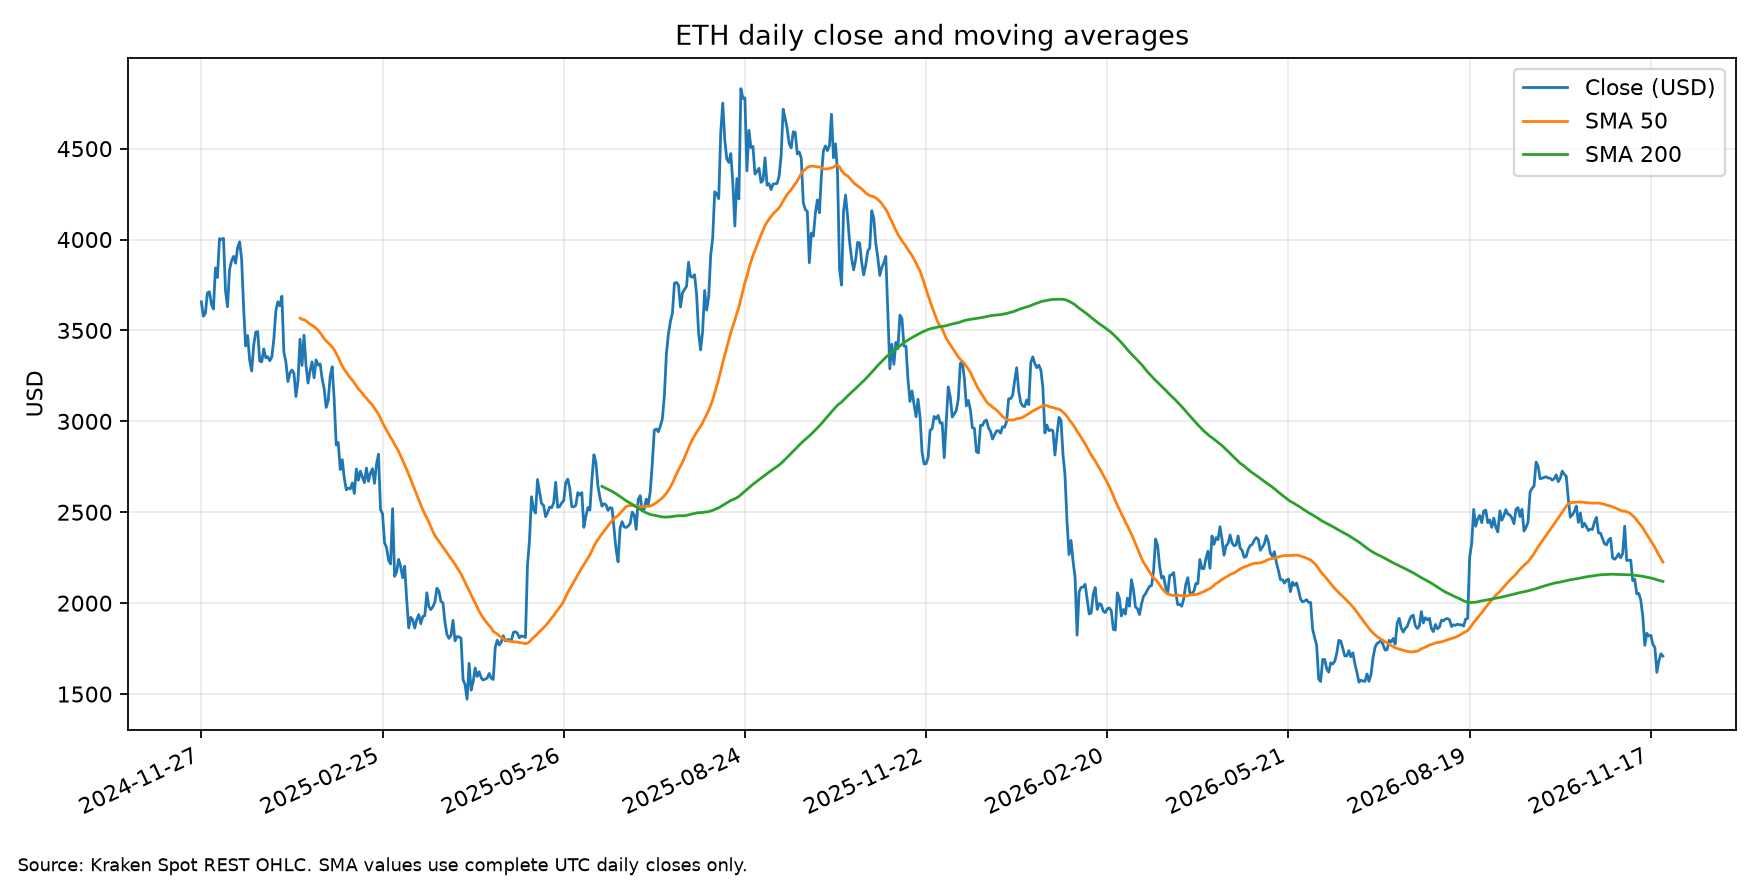 ETH daily close and moving averages
Close (USD)
SMA 50
SMA 200
USD
4500
4000
3500
3000
2500
2000
1500
2024-11-27
2025-02-25
2025-05-26
2025-08-24
2025-11-22
2026-02-20
2026-05-21
2026-08-19
2026-11-17
Source: Kraken Spot REST OHLC. SMA values use complete UTC daily closes only.